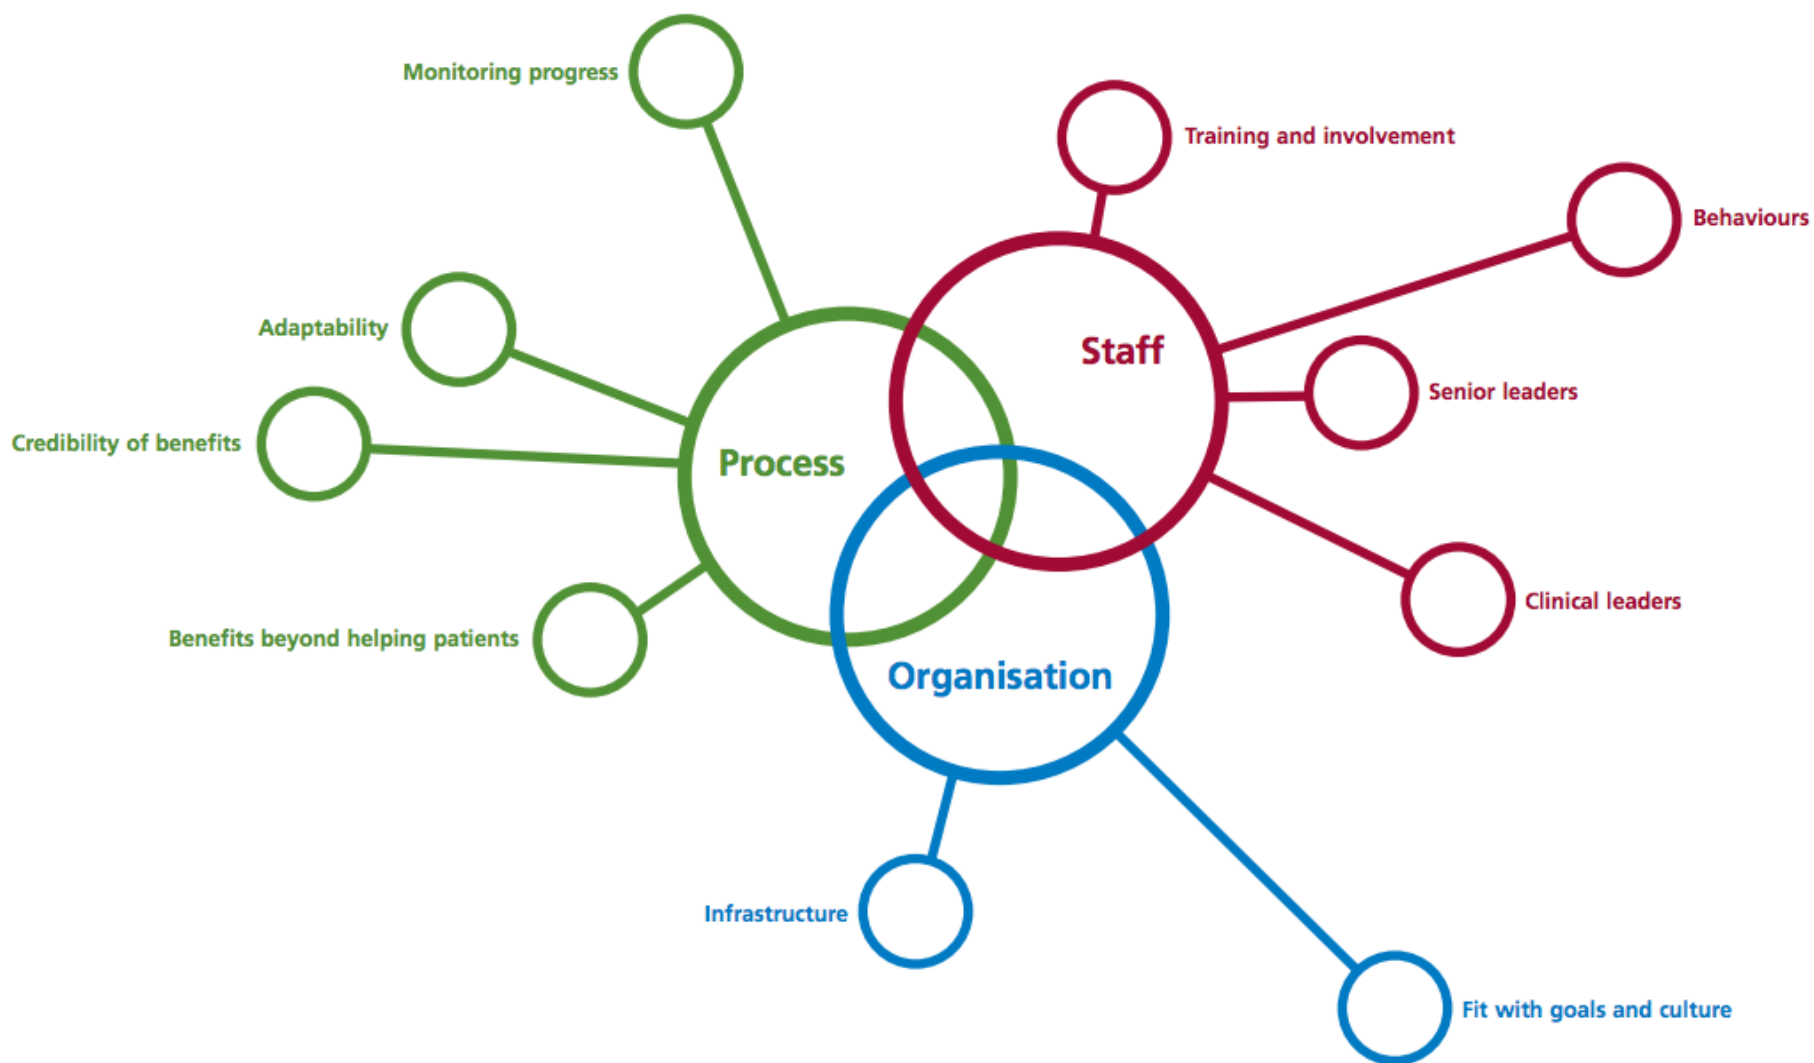 Monitoring progress
Training and involvement
Behaviours
Adaptability
Staff
Senior leaders
Credibility of benefits
Process
Clinical leaders
Benefits beyond helping patients
Organisation
Infrastructure
Fit with goals and culture